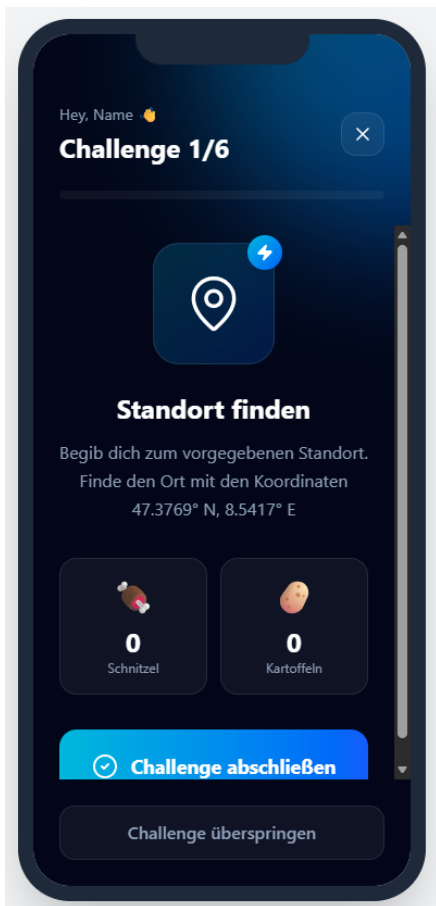 Hey, Name 👋
Challenge 1/6
Standort finden
Begib dich zum vorgegebenen Standort.
Finde den Ort mit den Koordinaten
47.3769° N, 8.5417° E
0
Schnitzel
0
Kartoffeln
Challenge abschließen
Challenge überspringen